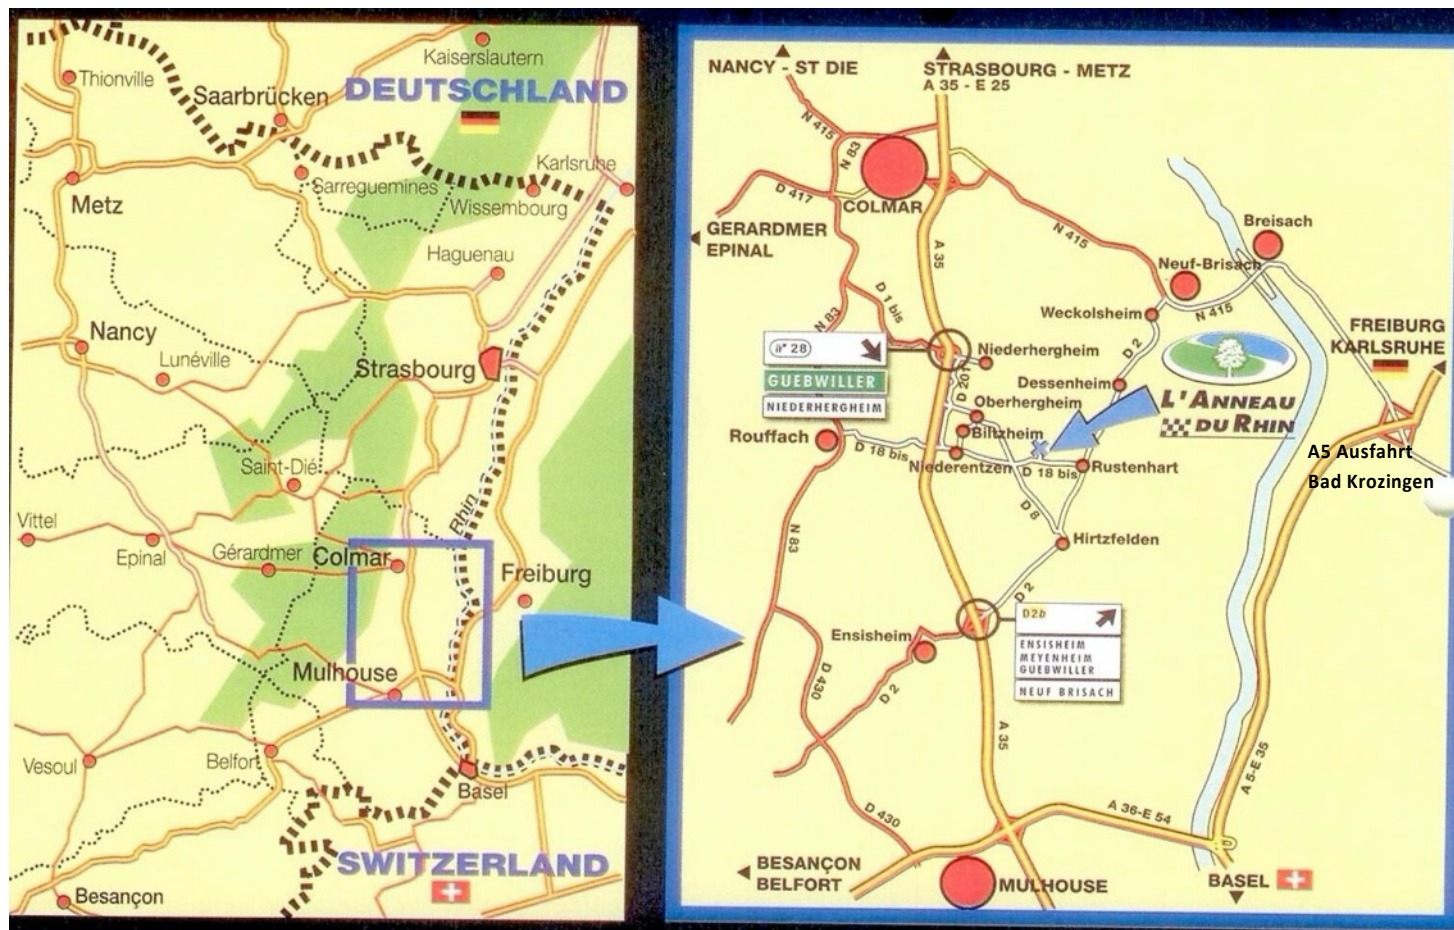 Kaiserslautern
Thionville
Saarbrücken
DEUTSCHLAND
Karlsruhe
Sarreguemines
Wissembourg
Metz
Haguenau
Nancy
Lunéville
Strasbourg
Saint-Dié
Rhin
Vittel
Epinal
Gérardmer
Colmar
Freiburg
Mulhouse
Vesoul
Belfort
Basel
SWITZERLAND
Besançon
NANCY - ST DIE
STRASBOURG - METZ
A 35 - E 25
N 415
N 83
D 417
COLMAR
GERARDMER
EPINAL
A 35
N 415
Breisach
Neuf-Brisach
N 415
D 1 bis
N 83
Weckolsheim
FREIBURG
KARLSRUHE
N° 28
GUEBWILLER
NIEDERHERGHEIM
Niederhergheim
D 201
D 2
Dessenheim
Oberhergheim
L'ANNEAU
DU RHIN
Rouffach
Biltzheim
D 18 bis
Niederentzen
D 18 bis
Rustenhart
A5 Ausfahrt
Bad Krozingen
D 8
N 83
Hirtzfelden
D 2
D2b
ENSISHEIM
MEYENHEIM
GUEBWILLER
NEUF BRISACH
Ensisheim
D 430
D 2
A 35
A 5-E 35
D 430
A 36-E 54
BESANÇON
BELFORT
MULHOUSE
BASEL